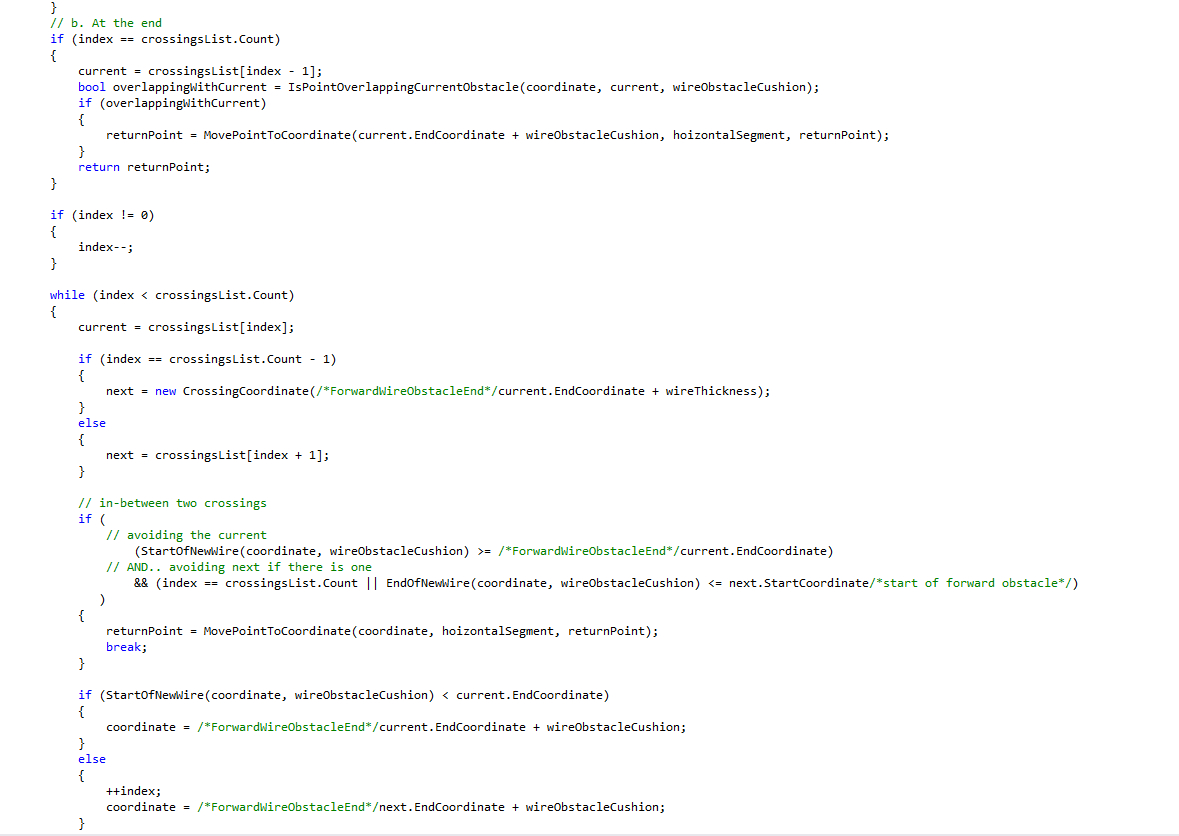 }
// b. At the end
if (index == crossingsList.Count)
{
current = crossingsList[index - 1];
bool overlappingWithCurrent = IsPointOverlappingCurrentObstacle(coordinate, current, wireObstacleCushion);
if (overlappingWithCurrent)
{
returnPoint = MovePointToCoordinate(current.EndCoordinate + wireObstacleCushion, hoizontalSegment, returnPoint);
}
return returnPoint;
}
if (index != 0)
{
index--;
}
while (index < crossingsList.Count)
{
current = crossingsList[index];
if (index == crossingsList.Count - 1)
{
next = new CrossingCoordinate(/*ForwardWireObstacleEnd*/current.EndCoordinate + wireThickness);
}
else
{
next = crossingsList[index + 1];
}
// in-between two crossings
if (
// avoiding the current
(StartOfNewWire(coordinate, wireObstacleCushion) >= /*ForwardWireObstacleEnd*/current.EndCoordinate)
// AND.. avoiding next if there is one
&& (index == crossingsList.Count || EndOfNewWire(coordinate, wireObstacleCushion) <= next.StartCoordinate/*start of forward obstacle*/)
)
{
returnPoint = MovePointToCoordinate(coordinate, hoizontalSegment, returnPoint);
break;
}
if (StartOfNewWire(coordinate, wireObstacleCushion) < current.EndCoordinate)
{
coordinate = /*ForwardWireObstacleEnd*/current.EndCoordinate + wireObstacleCushion;
}
else
{
++index;
coordinate = /*ForwardWireObstacleEnd*/next.EndCoordinate + wireObstacleCushion;
}